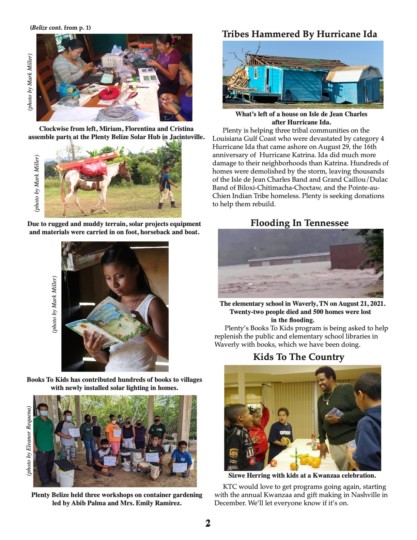 (Belize cont. from p. 1)
(photo by Mark Miller)
Clockwise from left, Miriam, Florentina and Cristina
assemble parts at the Plenty Belize Solar Hub in Jacintoville.
(photo by Mark Miller)
Due to rugged and muddy terrain, solar projects equipment
and materials were carried in on foot, horseback and boat.
(photo by Mark Miller)
Books To Kids has contributed hundreds of books to villages
with newly installed solar lighting in homes.
(photo by Eleanor Requena)
Plenty Belize held three workshops on container gardening
led by Abib Palma and Mrs. Emily Ramirez.
Tribes Hammered By Hurricane Ida
What's left of a house on Isle de Jean Charles
after Hurricane Ida.
Plenty is helping three tribal communities on the
Louisiana Gulf Coast who were devastated by category 4
Hurricane Ida that came ashore on August 29, the 16th
anniversary of Hurricane Katrina. Ida did much more
damage to their neighborhoods than Katrina. Hundreds of
homes were demolished by the storm, leaving thousands
of the Isle de Jean Charles Band and Grand Caillou/Dulac
Band of Biloxi-Chitimacha-Choctaw, and the Pointe-au-
Chien Indian Tribe homeless. Plenty is seeking donations
to help them rebuild.
Flooding In Tennessee
The elementary school in Waverly, TN on August 21, 2021.
Twenty-two people died and 500 homes were lost
in the flooding.
Plenty's Books To Kids program is being asked to help
replenish the public and elementary school libraries in
Waverly with books, which we have been doing.
Kids To The Country
Sizwe Herring with kids at a Kwanzaa celebration.
KTC would love to get programs going again, starting
with the annual Kwanzaa and gift making in Nashville in
December. We'll let everyone know if it's on.
2